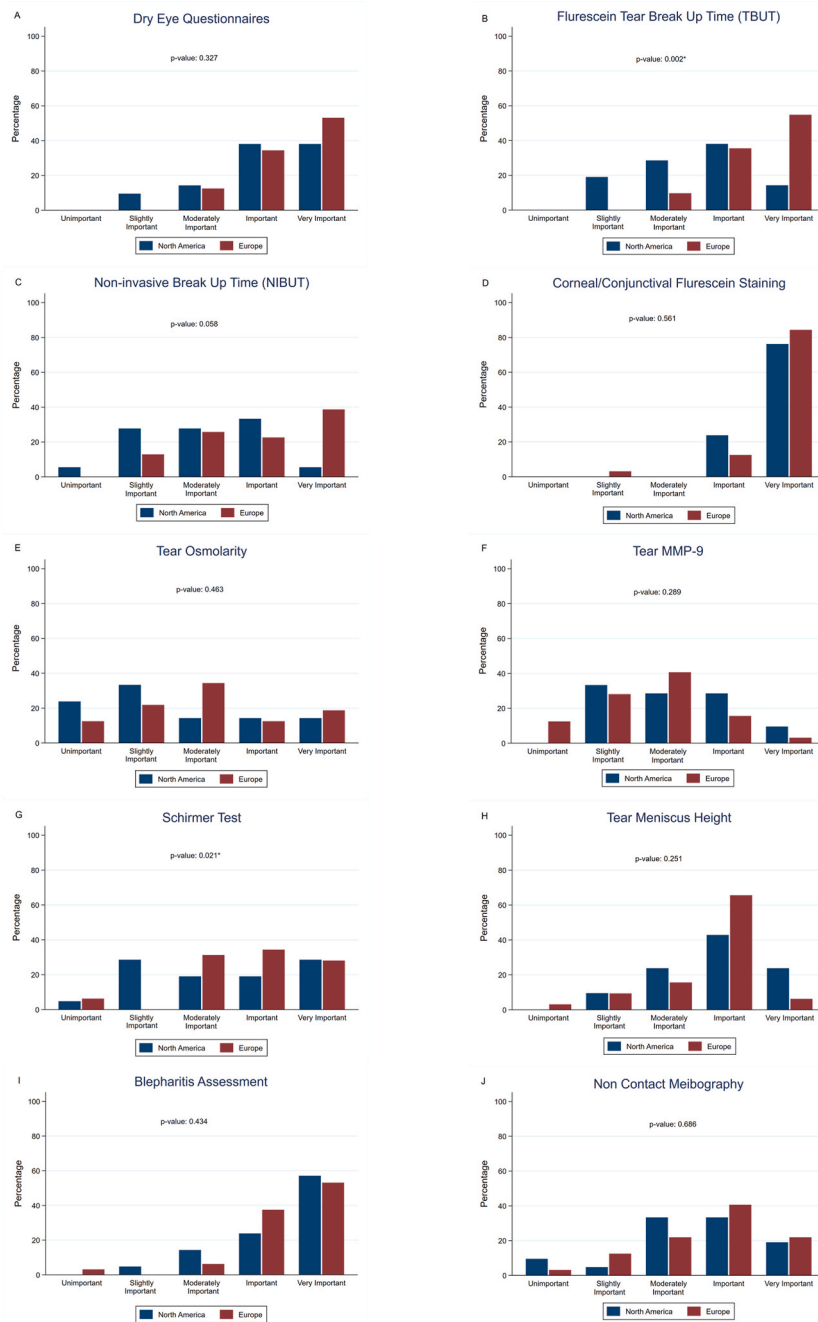 A
Dry Eye Questionnaires
100
p-value: 0.327
80
Percentage
60
40
20
0
Unimportant
Slightly
Important
Moderately
Important
Important
Very Important
North America
Europe
B
Flurescein Tear Break Up Time (TBUT)
100
p-value: 0.002*
80
Percentage
60
40
20
0
Unimportant
Slightly
Important
Moderately
Important
Important
Very Important
North America
Europe
C
Non-invasive Break Up Time (NIBUT)
100
p-value: 0.058
80
Percentage
60
40
20
0
Unimportant
Slightly
Important
Moderately
Important
Important
Very Important
North America
Europe
D
Corneal/Conjunctival Flurescein Staining
100
p-value: 0.561
80
Percentage
60
40
20
0
Unimportant
Slightly
Important
Moderately
Important
Important
Very Important
North America
Europe
E
Tear Osmolarity
100
p-value: 0.463
80
Percentage
60
40
20
0
Unimportant
Slightly
Important
Moderately
Important
Important
Very Important
North America
Europe
F
Tear MMP-9
100
p-value: 0.289
80
Percentage
60
40
20
0
Unimportant
Slightly
Important
Moderately
Important
Important
Very Important
North America
Europe
G
Schirmer Test
100
p-value: 0.021*
80
Percentage
60
40
20
0
Unimportant
Slightly
Important
Moderately
Important
Important
Very Important
North America
Europe
H
Tear Meniscus Height
100
p-value: 0.251
80
Percentage
60
40
20
0
Unimportant
Slightly
Important
Moderately
Important
Important
Very Important
North America
Europe
I
Blepharitis Assessment
100
p-value: 0.434
80
Percentage
60
40
20
0
Unimportant
Slightly
Important
Moderately
Important
Important
Very Important
North America
Europe
J
Non Contact Meibography
100
p-value: 0.686
80
Percentage
60
40
20
0
Unimportant
Slightly
Important
Moderately
Important
Important
Very Important
North America
Europe